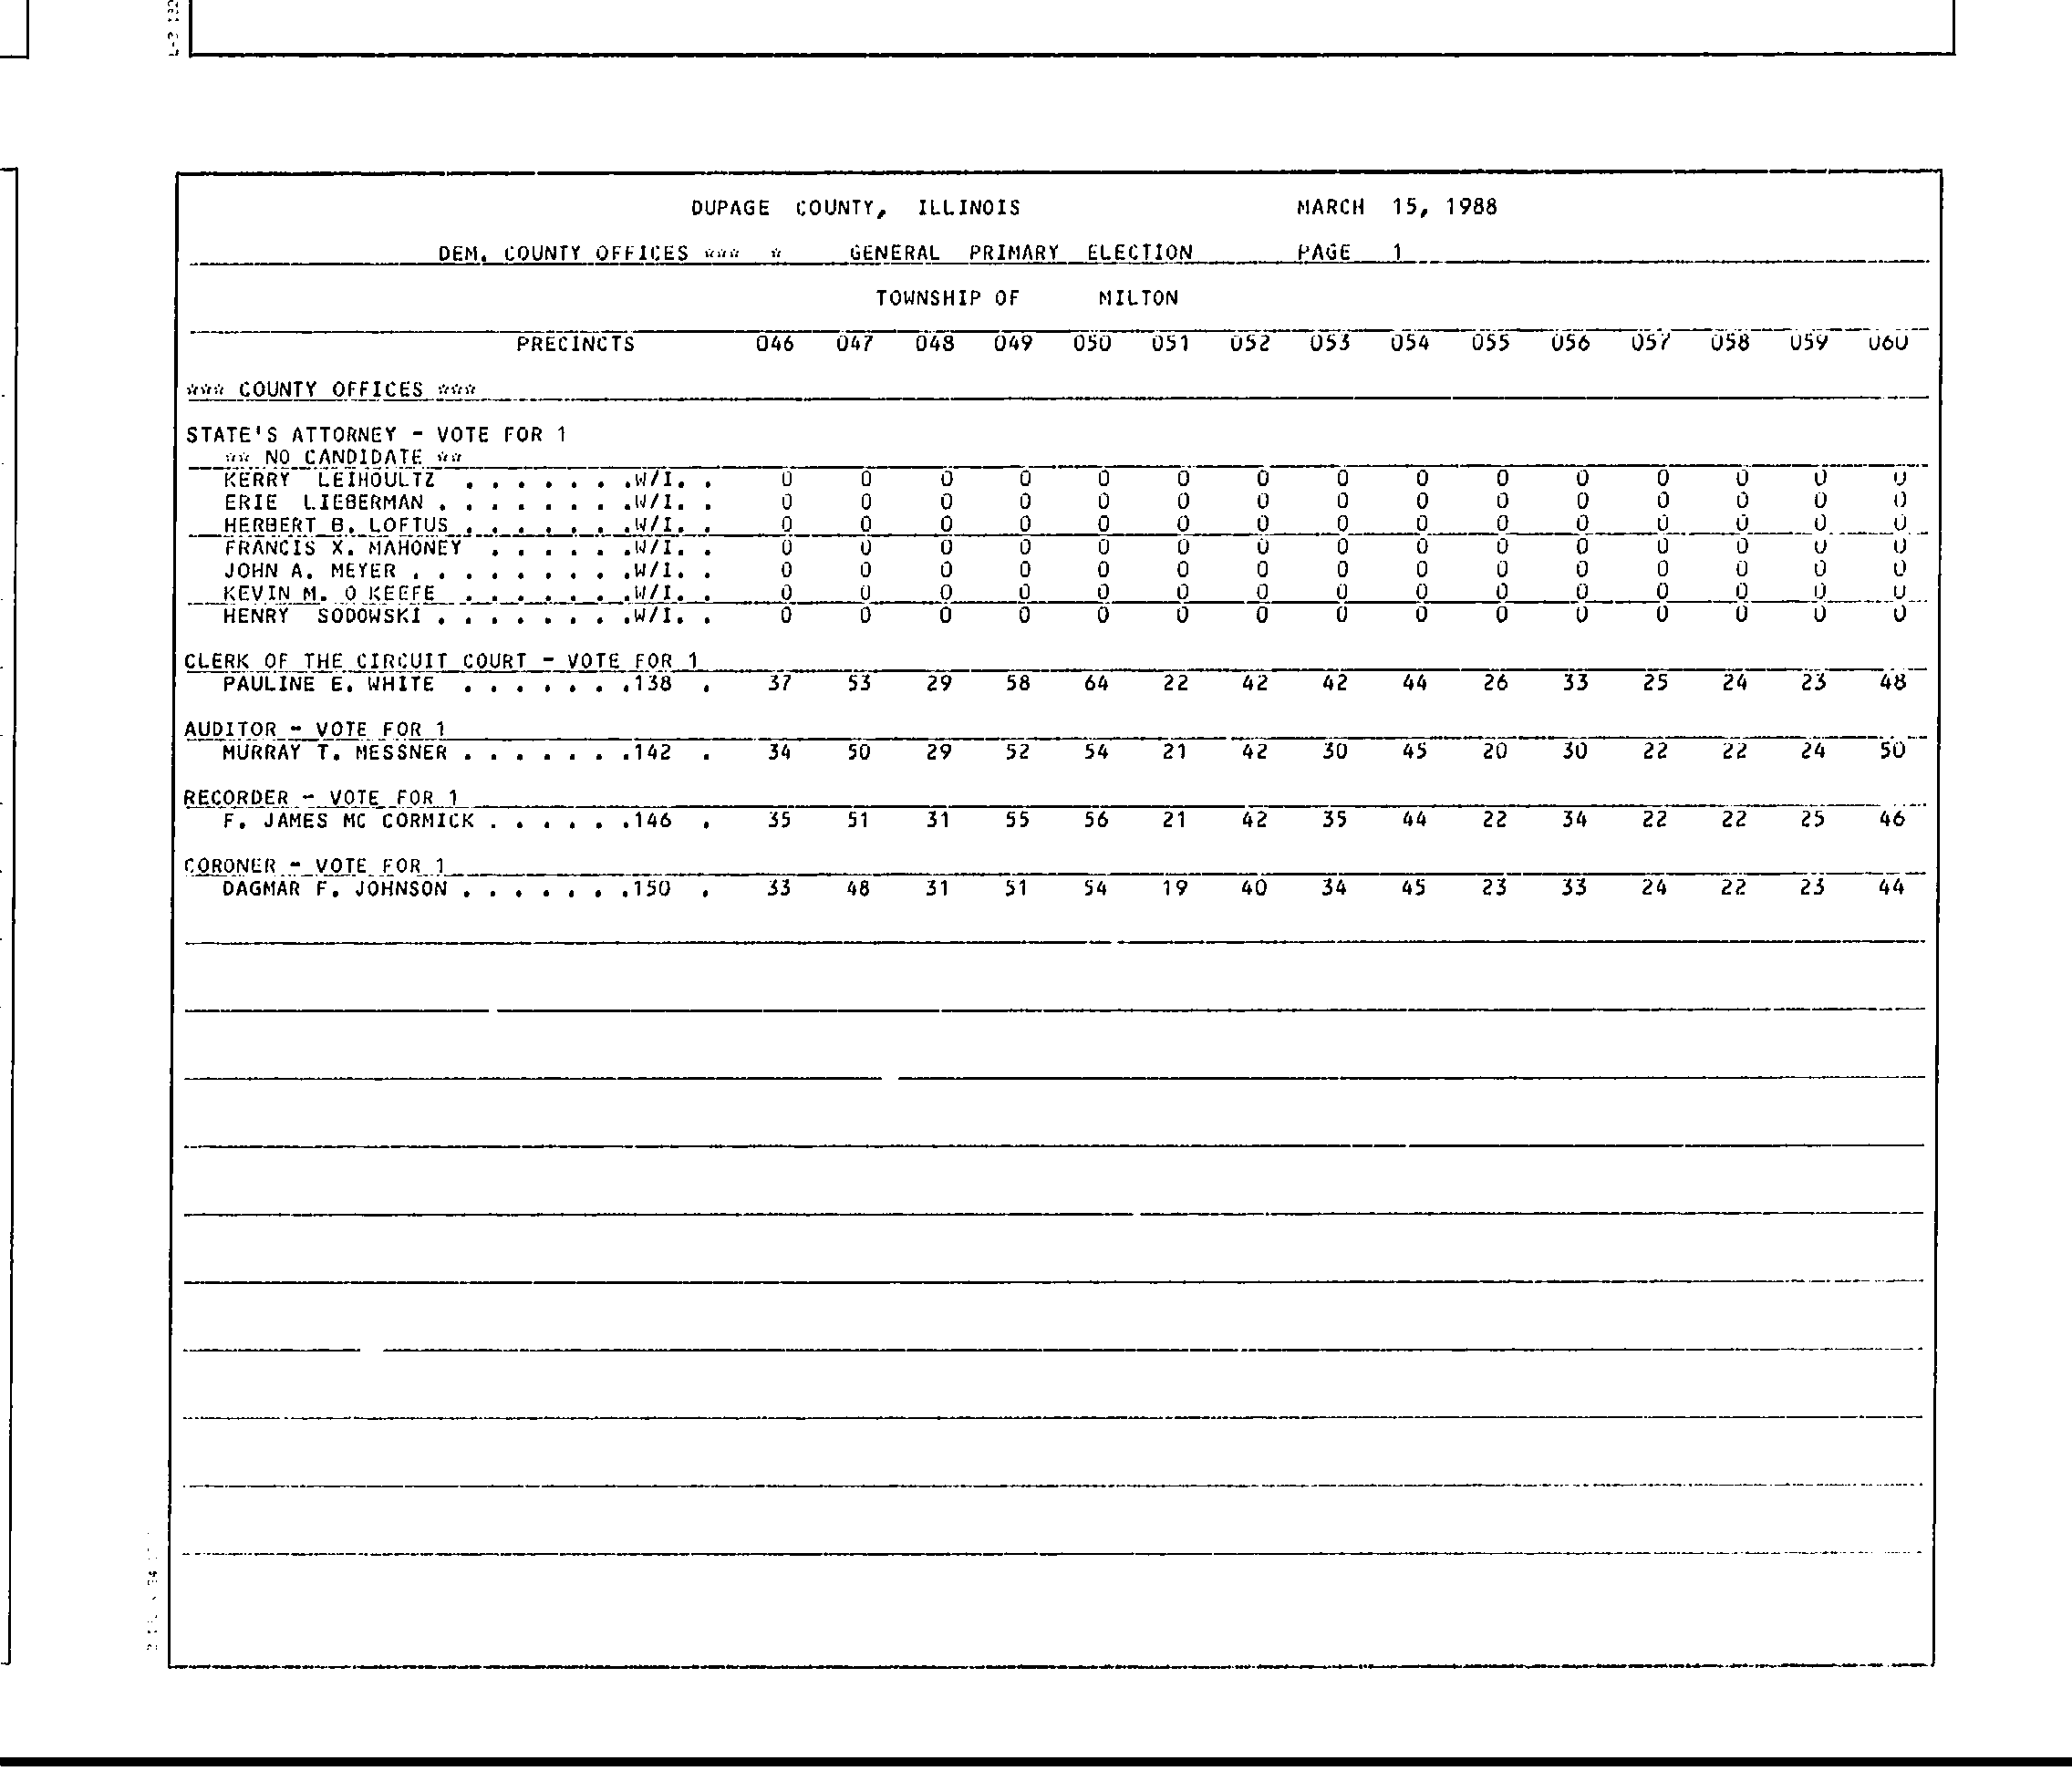 DUPAGE COUNTY, ILLINOIS MARCH 15, 1988
DEM. COUNTY OFFICES *** * GENERAL PRIMARY ELECTION PAGE 1
TOWNSHIP OF MILTON
PRECINCTS 046 047 048 049 050 051 052 053 054 055 056 057 058 059 060
*** COUNTY OFFICES ***
STATE'S ATTORNEY - VOTE FOR 1
** NO CANDIDATE **
KERRY LEIHOULTZ . . . . . . .W/I. . 0 0 0 0 0 0 0 0 0 0 0 0 0 0 0
ERIE LIEBERMAN . . . . . . . .W/I. . 0 0 0 0 0 0 0 0 0 0 0 0 0 0 0
HERBERT B. LOFTUS . . . . . . .W/I. . 0 0 0 0 0 0 0 0 0 0 0 0 0 0 0
FRANCIS X. MAHONEY . . . . . .W/I. . 0 0 0 0 0 0 0 0 0 0 0 0 0 0 0
JOHN A. MEYER . . . . . . . . .W/I. . 0 0 0 0 0 0 0 0 0 0 0 0 0 0 0
KEVIN M. O KEEFE . . . . . . .W/I. . 0 0 0 0 0 0 0 0 0 0 0 0 0 0 0
HENRY SODOWSKI . . . . . . . .W/I. . 0 0 0 0 0 0 0 0 0 0 0 0 0 0 0
CLERK OF THE CIRCUIT COURT - VOTE FOR 1
PAULINE E. WHITE . . . . . . .138 . 37 53 29 58 64 22 42 42 44 26 33 25 24 23 48
AUDITOR - VOTE FOR 1
MURRAY T. MESSNER . . . . . . .142 . 34 50 29 52 54 21 42 30 45 20 30 22 22 24 50
RECORDER - VOTE FOR 1
F. JAMES MC CORMICK . . . . . .146 . 35 51 31 55 56 21 42 35 44 22 34 22 22 25 46
CORONER - VOTE FOR 1
DAGMAR F. JOHNSON . . . . . . .150 . 33 48 31 51 54 19 40 34 45 23 33 24 22 23 44